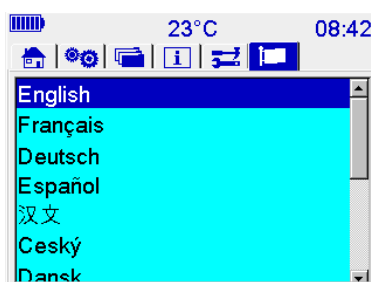 23°C 08:42
i
English
Français
Deutsch
Español
汉文
Ceský
Dansk